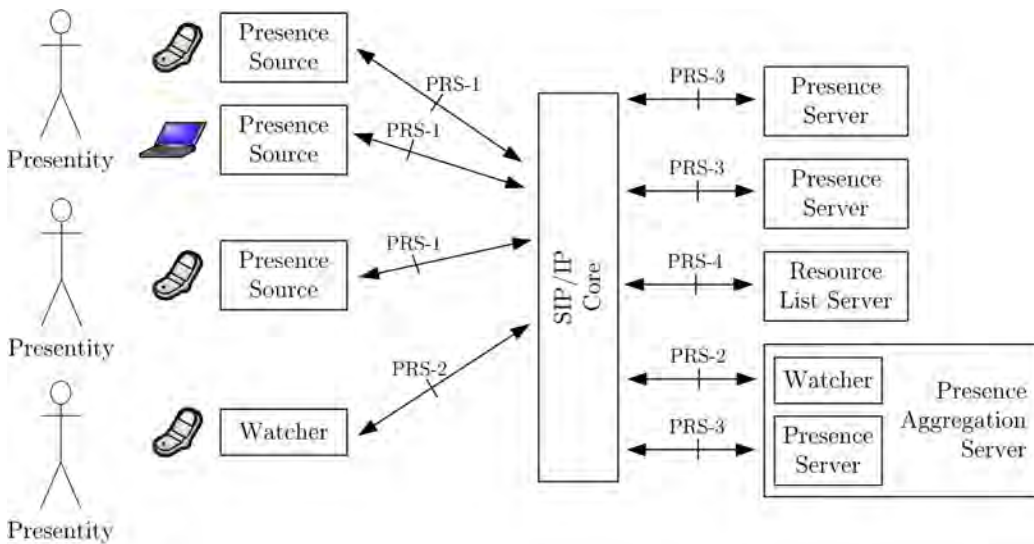 Presence
Source
PRS-1
Presence
Source
PRS-1
Presentity
Presence
Source
PRS-1
Presentity
Watcher
PRS-2
Presentity
SIP/IP
Core
PRS-3
Presence
Server
PRS-3
Presence
Server
PRS-4
Resource
List Server
PRS-2
Watcher
PRS-3
Presence
Server
Presence
Aggregation
Server